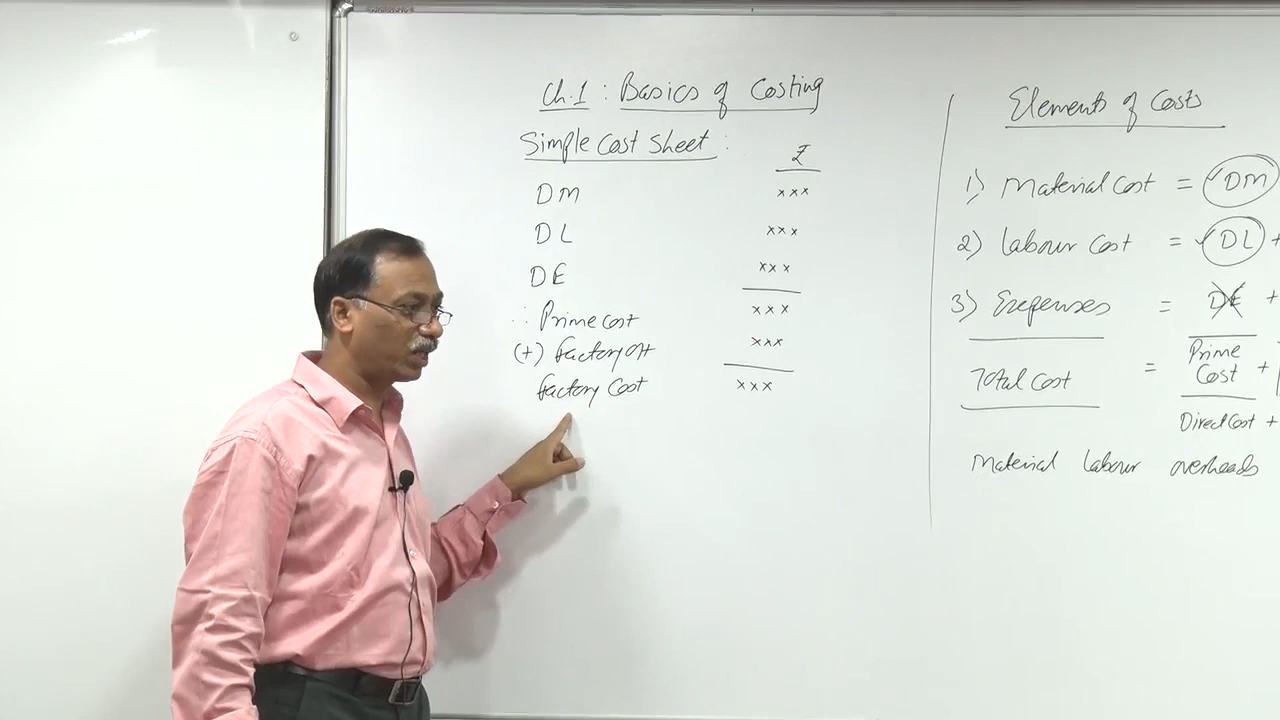 Ch.1 : Basics of Costing
Simple Cost Sheet :
₹
DM xxx
DL xxx
DE xxx
∴ Prime cost xxx
(+) factory OH xxx
factory Cost xxx
Elements of Costs
1) Material Cost = ✓DM
2) Labour Cost = ✓DL +
3) Expenses = DE +
Total Cost = Prime Cost +
Direct Cost +
Material Labour overheads